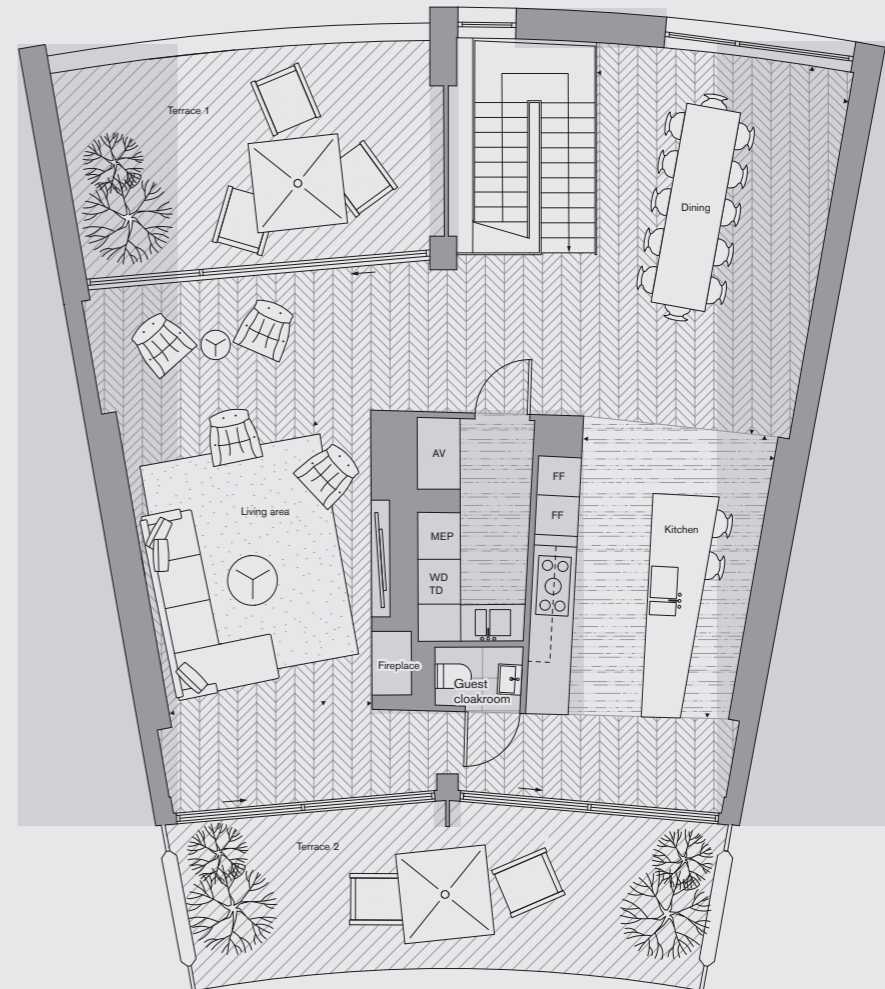 Terrace 1
Dining
AV
FF
FF
Living area
Kitchen
MEP
WD
TD
Fireplace
Guest
cloakroom
Terrace 2